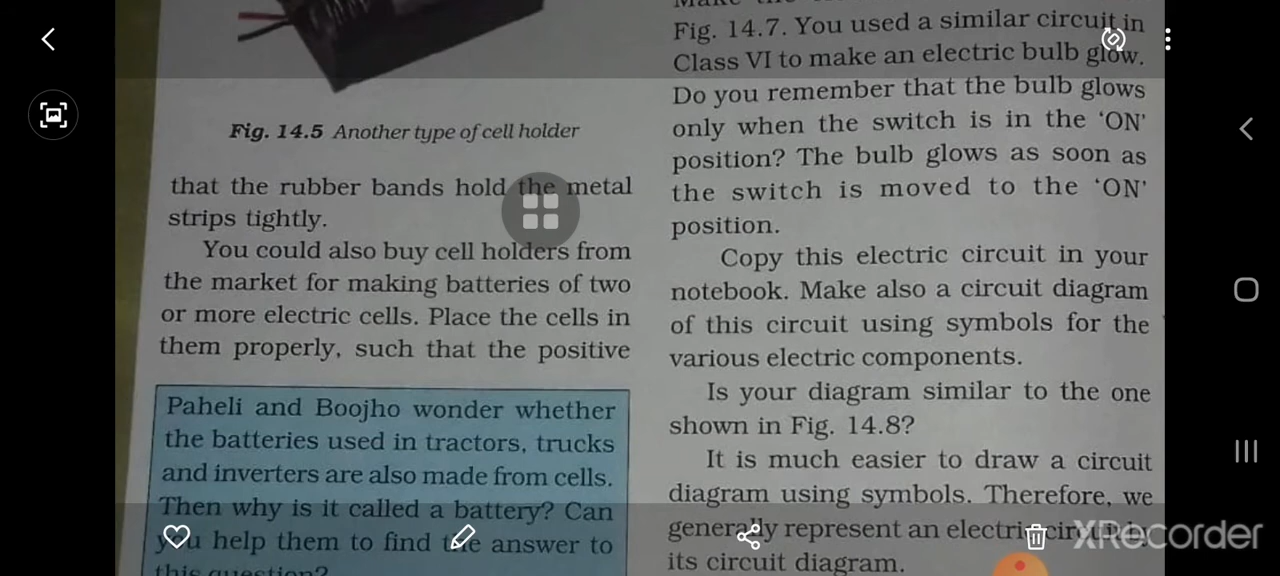 Fig. 14.5 Another type of cell holder
that the rubber bands hold the metal
strips tightly.
You could also buy cell holders from
the market for making batteries of two
or more electric cells. Place the cells in
them properly, such that the positive
Paheli and Boojho wonder whether
the batteries used in tractors, trucks
and inverters are also made from cells.
Then why is it called a battery? Can
you help them to find the answer to
this question?
Fig. 14.7. You used a similar circuit in
Class VI to make an electric bulb glow.
Do you remember that the bulb glows
only when the switch is in the ‘ON’
position? The bulb glows as soon as
the switch is moved to the ‘ON’
position.
Copy this electric circuit in your
notebook. Make also a circuit diagram
of this circuit using symbols for the
various electric components.
Is your diagram similar to the one
shown in Fig. 14.8?
It is much easier to draw a circuit
diagram using symbols. Therefore, we
generally represent an electric circuit by
its circuit diagram.
XRecorder